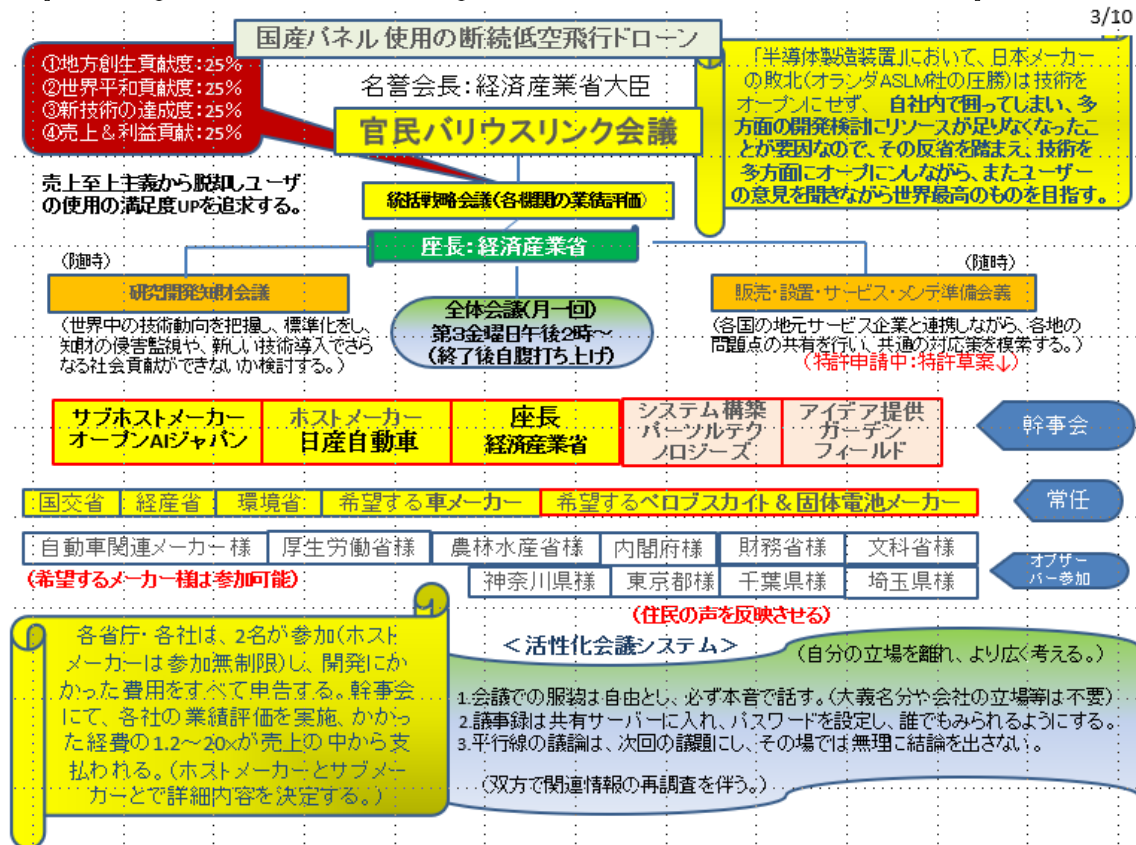 3/10
国産パネル使用の断続低空飛行ドローン
①地方創生貢献度:25%
②世界平和貢献度:25%
③新技術の達成度:25%
④売上&利益貢献:25%
名誉会長:経済産業省大臣
官民バリウスリンク会議
「半導体製造装置」において、日本メーカー
の敗北(オランダASLM社の圧勝)は技術を
オープンにせず、自社内で囲ってしまい、多
方面の開発検討にリソースが足りなくなったこ
とが要因なので、その反省を踏まえ、技術を
多方面にオープにンしながら、またユーザー
の意見を聞きながら世界最高のものを目指す。
売上至上主義から脱却しユーザ
の使用の満足度UPを追求する。
統括戦略会議(各機関の業績評価)
座長:経済産業省
(随時)
研究開発知財会議
(世界中の技術動向を把握し、標準化をし、
知財の侵害監視や、新しい技術導入でさら
なる社会貢献ができないか検討する。)
全体会議(月一回)
第3金曜日午後2時~
(終了後自腹打ち上げ)
(随時)
販売・設置・サービス・メンテ準備会義
(各国の地元サービス企業と連携しながら、各地の
問題点の共有を行い、共通の対応策を模索する。)
(特許申請中:特許草案↓)
サブホストメーカー
オープンAIジャパン
ホストメーカー
日産自動車
座長
経済産業省
システム構築
パーソルテク
ノロジーズ
アイデア提供
ガーデン
フィールド
幹事会
国交省
経産省
環境省
希望する車メーカー
希望するペロブスカイト&固体電池メーカー
常任
自動車関連メーカー様
厚生労働省様
農林水産省様
内閣府様
財務省様
文科省様
オブザー
バー参加
(希望するメーカー様は参加可能)
神奈川県様
東京都様
千葉県様
埼玉県様
(住民の声を反映させる)
各省庁・各社は、2名が参加(ホスト
メーカーは参加無制限)し、開発にか
かった費用をすべて申告する。幹事会
にて、各社の業績評価を実施、かかっ
た経費の1.2~20xが売上の中から支
払われる。(ホストメーカーとサブメー
カーとで詳細内容を決定する。)
<活性化会議システム>
(自分の立場を離れ、より広く考える。)
1.会議での服装は自由とし、必ず本音で話す。(大義名分や会社の立場等は不要)
2.議事録は共有サーバーに入れ、パスワードを設定し、誰でもみられるようにする。
3.平行線の議論は、次回の議題にし、その場では無理に結論を出さない。
(双方で関連情報の再調査を伴う。)